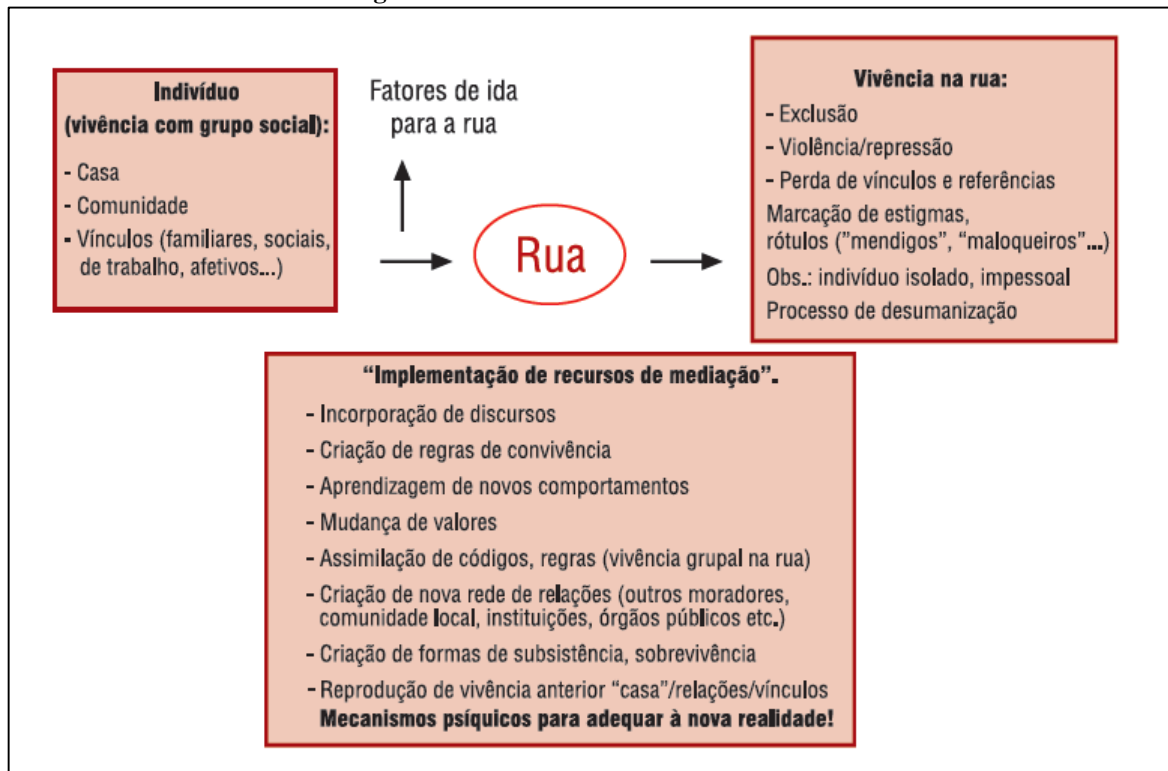 Indivíduo
(vivência com grupo social):
- Casa
- Comunidade
- Vínculos (familiares, sociais,
de trabalho, afetivos...)
Fatores de ida
para a rua
Rua
Vivência na rua:
- Exclusão
- Violência/repressão
- Perda de vínculos e referências
Marcação de estigmas,
rótulos ("mendigos", "maloqueiros"...)
Obs.: indivíduo isolado, impessoal
Processo de desumanização
"Implementação de recursos de mediação".
- Incorporação de discursos
- Criação de regras de convivência
- Aprendizagem de novos comportamentos
- Mudança de valores
- Assimilação de códigos, regras (vivência grupal na rua)
- Criação de nova rede de relações (outros moradores,
comunidade local, instituições, órgãos públicos etc.)
- Criação de formas de subsistência, sobrevivência
- Reprodução de vivência anterior "casa"/relações/vínculos
Mecanismos psíquicos para adequar à nova realidade!